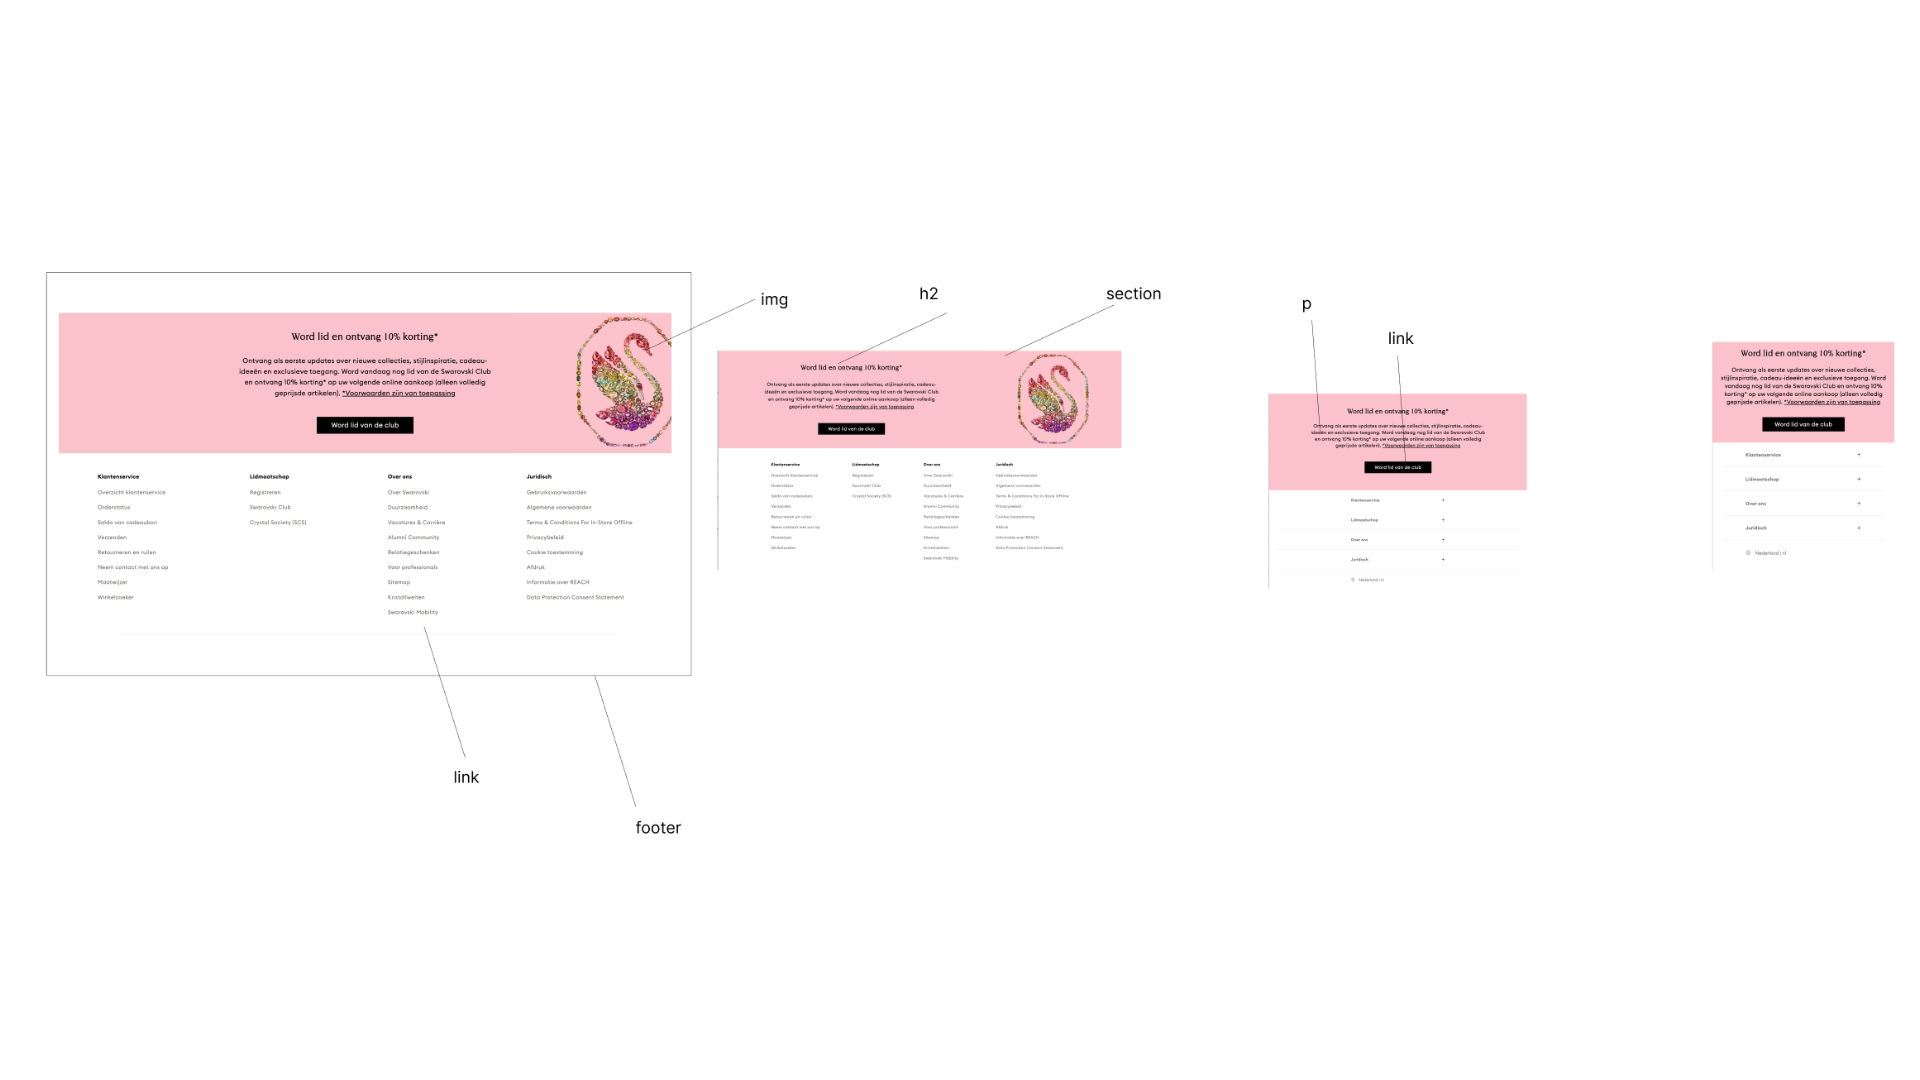 img
h2
section
p
link
Word lid en ontvang 10% korting*
Ontvang als eerste updates over nieuwe collecties, stijlinspiratie, cadeau-
ideeën en exclusieve toegang. Word vandaag nog lid van de Swarovski Club
en ontvang 10% korting* op uw volgende online aankoop (alleen volledig
geprijsde artikelen). *Voorwaarden zijn van toepassing
Word lid van de club
Klantenservice
Overzicht klantenservice
Orderstatus
Saldo van cadeaubon
Verzenden
Retourneren en ruilen
Neem contact met ons op
Maatwijzer
Winkelzoeker
Lidmaatschap
Registreren
Swarovski Club
Crystal Society (SCS)
Over ons
Over Swarovski
Duurzaamheid
Vacatures & Carrière
Alumni Community
Relatiegeschenken
Voor professionals
Sitemap
Kristallwelten
Swarovski Mobility
Juridisch
Gebruiksvoorwaarden
Algemene voorwaarden
Terms & Conditions For In-Store Offline
Privacybeleid
Cookie toestemming
Afdruk
Informatie over REACH
Data Protection Consent Statement
link
footer
Word lid en ontvang 10% korting*
Ontvang als eerste updates over nieuwe collecties, stijlinspiratie, cadeau-
ideeën en exclusieve toegang. Word vandaag nog lid van de Swarovski Club
en ontvang 10% korting* op uw volgende online aankoop (alleen volledig
geprijsde artikelen). *Voorwaarden zijn van toepassing
Word lid van de club
Klantenservice
Overzicht klantenservice
Orderstatus
Saldo van cadeaubon
Verzenden
Retourneren en ruilen
Neem contact met ons op
Maatwijzer
Winkelzoeker
Lidmaatschap
Registreren
Swarovski Club
Crystal Society (SCS)
Over ons
Over Swarovski
Duurzaamheid
Vacatures & Carrière
Alumni Community
Relatiegeschenken
Voor professionals
Sitemap
Kristallwelten
Swarovski Mobility
Juridisch
Gebruiksvoorwaarden
Algemene voorwaarden
Terms & Conditions For In-Store Offline
Privacybeleid
Cookie toestemming
Afdruk
Informatie over REACH
Data Protection Consent Statement
Word lid en ontvang 10% korting*
Ontvang als eerste updates over nieuwe collecties, stijlinspiratie, cadeau-
ideeën en exclusieve toegang. Word vandaag nog lid van de Swarovski Club
en ontvang 10% korting* op uw volgende online aankoop (alleen volledig
geprijsde artikelen). *Voorwaarden zijn van toepassing
Word lid van de club
Klantenservice +
Lidmaatschap +
Over ons +
Juridisch +
Nederland | nl
Word lid en ontvang 10% korting*
Ontvang als eerste updates over nieuwe collecties,
stijlinspiratie, cadeau-ideeën en exclusieve toegang. Word
vandaag nog lid van de Swarovski Club en ontvang 10%
korting* op uw volgende online aankoop (alleen volledig
geprijsde artikelen). *Voorwaarden zijn van toepassing
Word lid van de club
Klantenservice +
Lidmaatschap +
Over ons +
Juridisch +
Nederland | nl